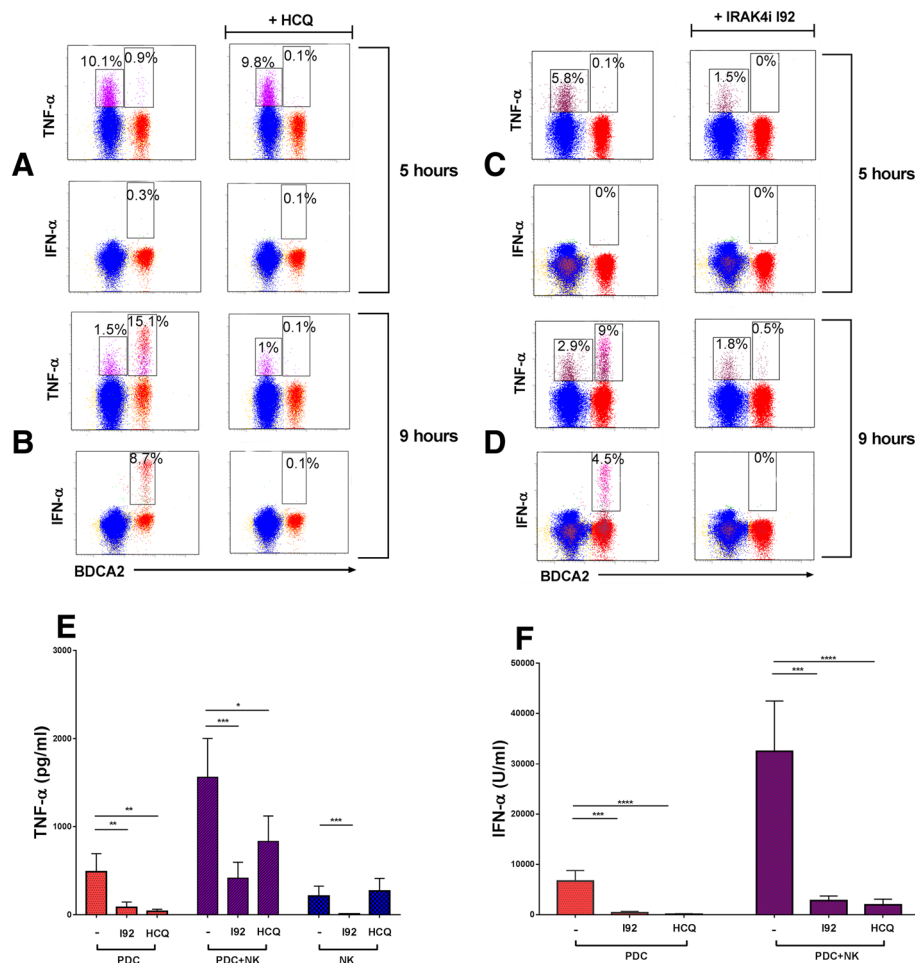 + HCQ
+ IRAK4i I92
A
TNF-α
10.1%
0.9%
9.8%
0.1%
IFN-α
0.3%
0.1%
5 hours
C
TNF-α
5.8%
0.1%
1.5%
0%
IFN-α
0%
0%
5 hours
B
TNF-α
1.5%
15.1%
1%
0.1%
IFN-α
8.7%
0.1%
9 hours
BDCA2
D
TNF-α
2.9%
9%
1.8%
0.5%
IFN-α
4.5%
0%
9 hours
BDCA2
E
TNF-α (pg/ml)
3000
2000
1000
0
**
**
***
*
***
- I92 HCQ - I92 HCQ - I92 HCQ
PDC PDC+NK NK
F
IFN-α (U/ml)
50000
40000
30000
20000
10000
0
***
****
***
****
- I92 HCQ - I92 HCQ
PDC PDC+NK